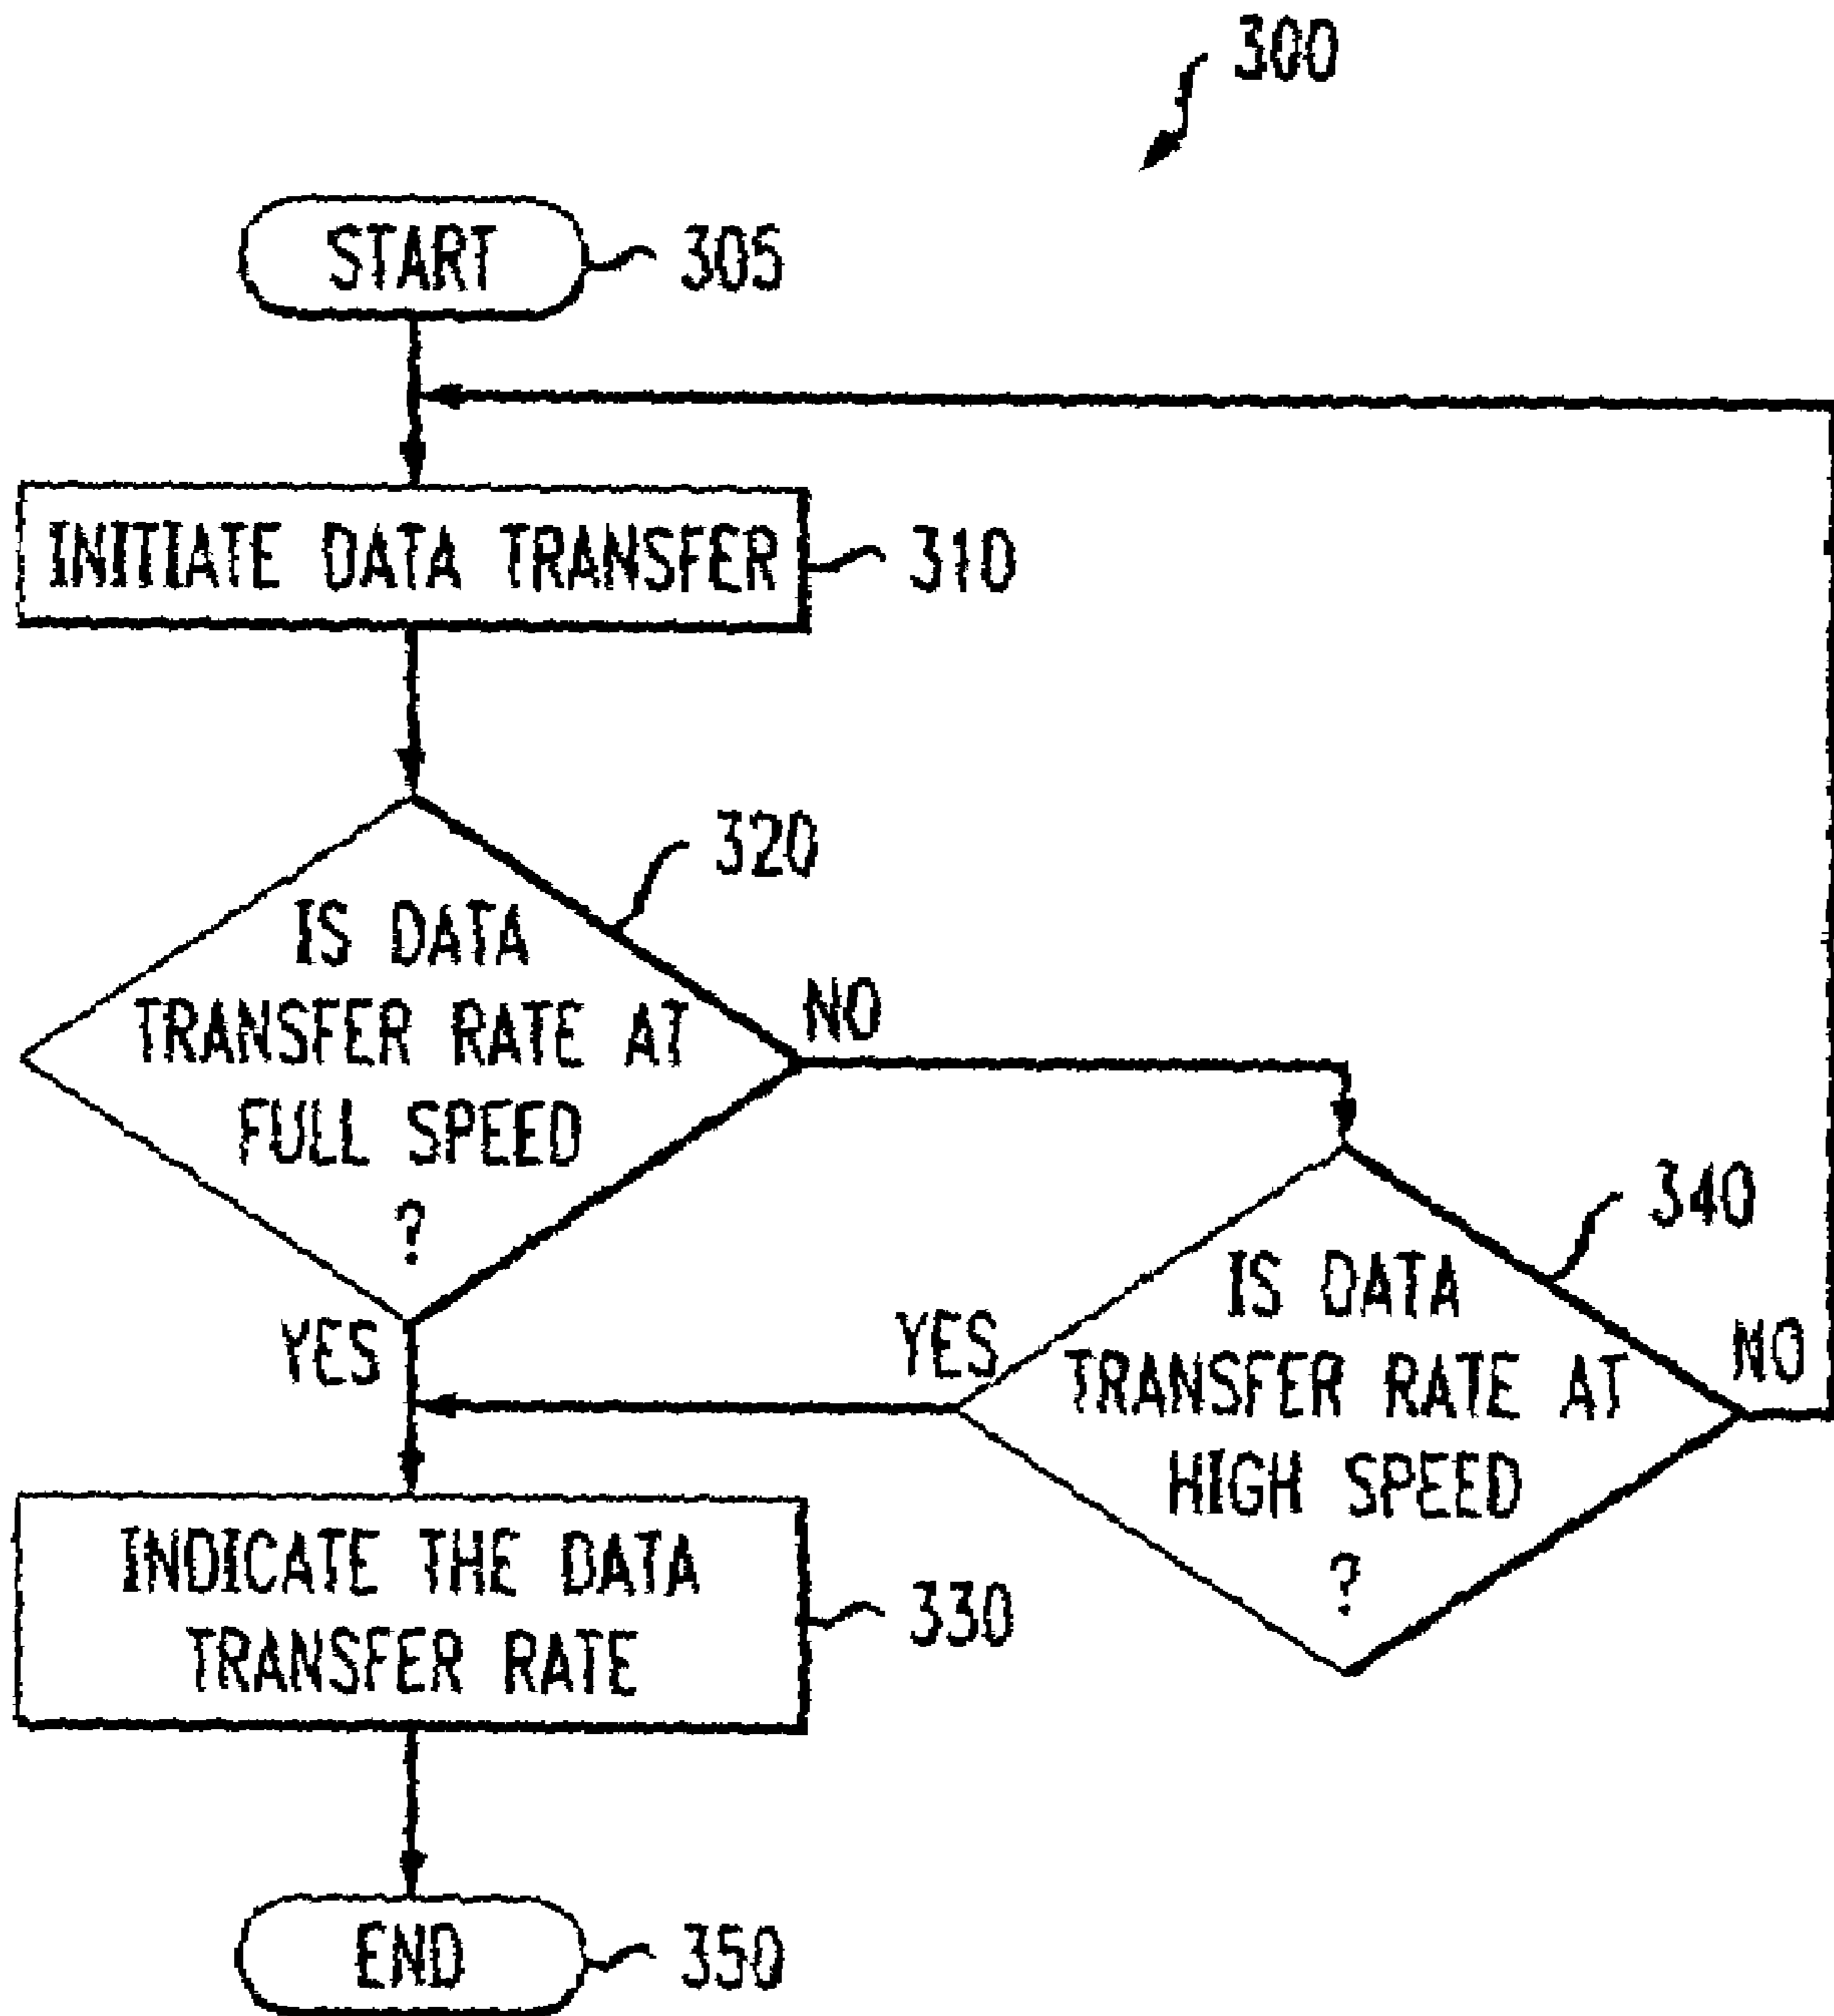 300
START
305
INITIATE DATA TRANSFER
310
320
IS DATA
TRANSFER RATE AT
FULL SPEED
?
NO
YES
340
IS DATA
TRANSFER RATE AT
HIGH SPEED
?
YES
NO
INDICATE THE DATA
TRANSFER RATE
330
END
350